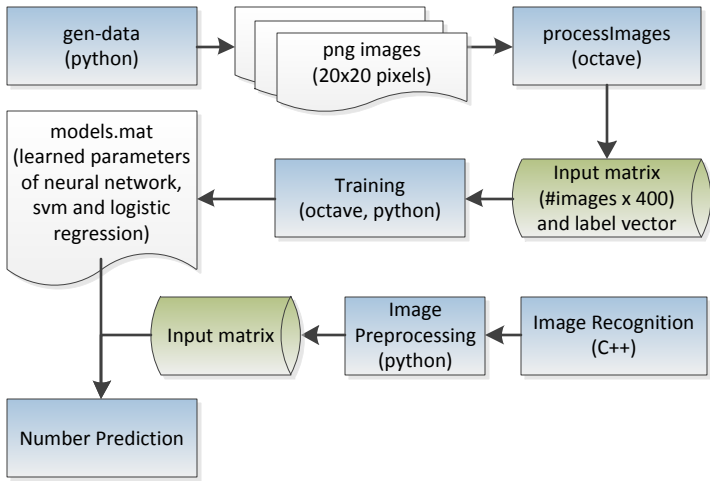 gen-data
(python)
png images
(20x20 pixels)
processImages
(octave)
models.mat
(learned parameters
of neural network,
svm and logistic
regression)
Training
(octave, python)
Input matrix
(#images x 400)
and label vector
Input matrix
Image
Preprocessing
(python)
Image Recognition
(C++)
Number Prediction